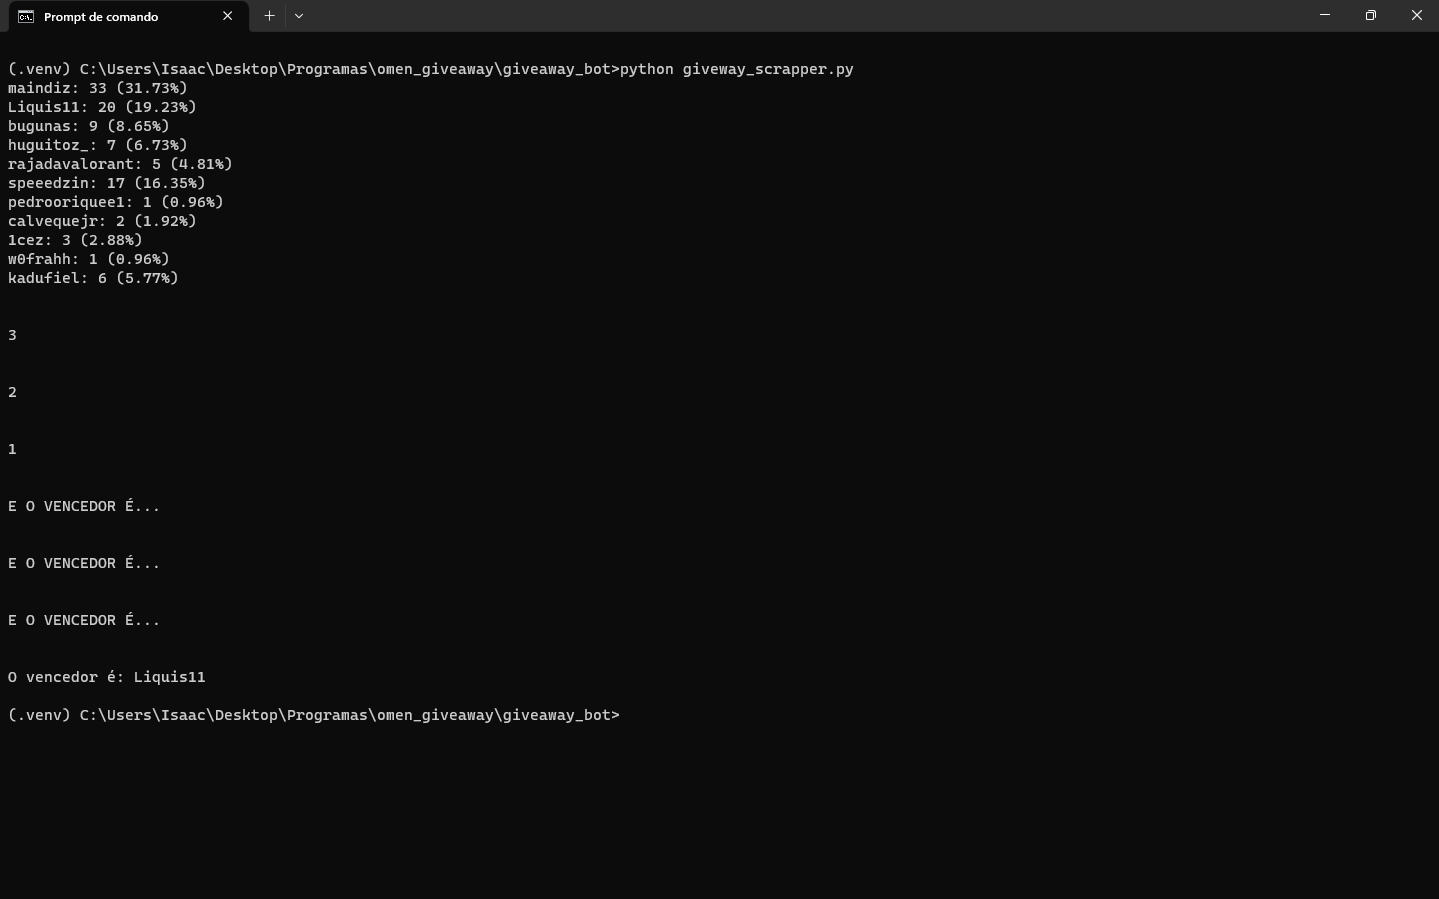 Prompt de comando
(.venv) C:\Users\Isaac\Desktop\Programas\omen_giveaway\giveaway_bot>python giveway_scrapper.py
maindiz: 33 (31.73%)
Liquis11: 20 (19.23%)
bugunas: 9 (8.65%)
huguitoz_: 7 (6.73%)
rajadavalorant: 5 (4.81%)
speeedzin: 17 (16.35%)
pedrooriquee1: 1 (0.96%)
calvequejr: 2 (1.92%)
1cez: 3 (2.88%)
w0frahh: 1 (0.96%)
kadufiel: 6 (5.77%)
3
2
1
E O VENCEDOR É...
E O VENCEDOR É...
E O VENCEDOR É...
O vencedor é: Liquis11
(.venv) C:\Users\Isaac\Desktop\Programas\omen_giveaway\giveaway_bot>